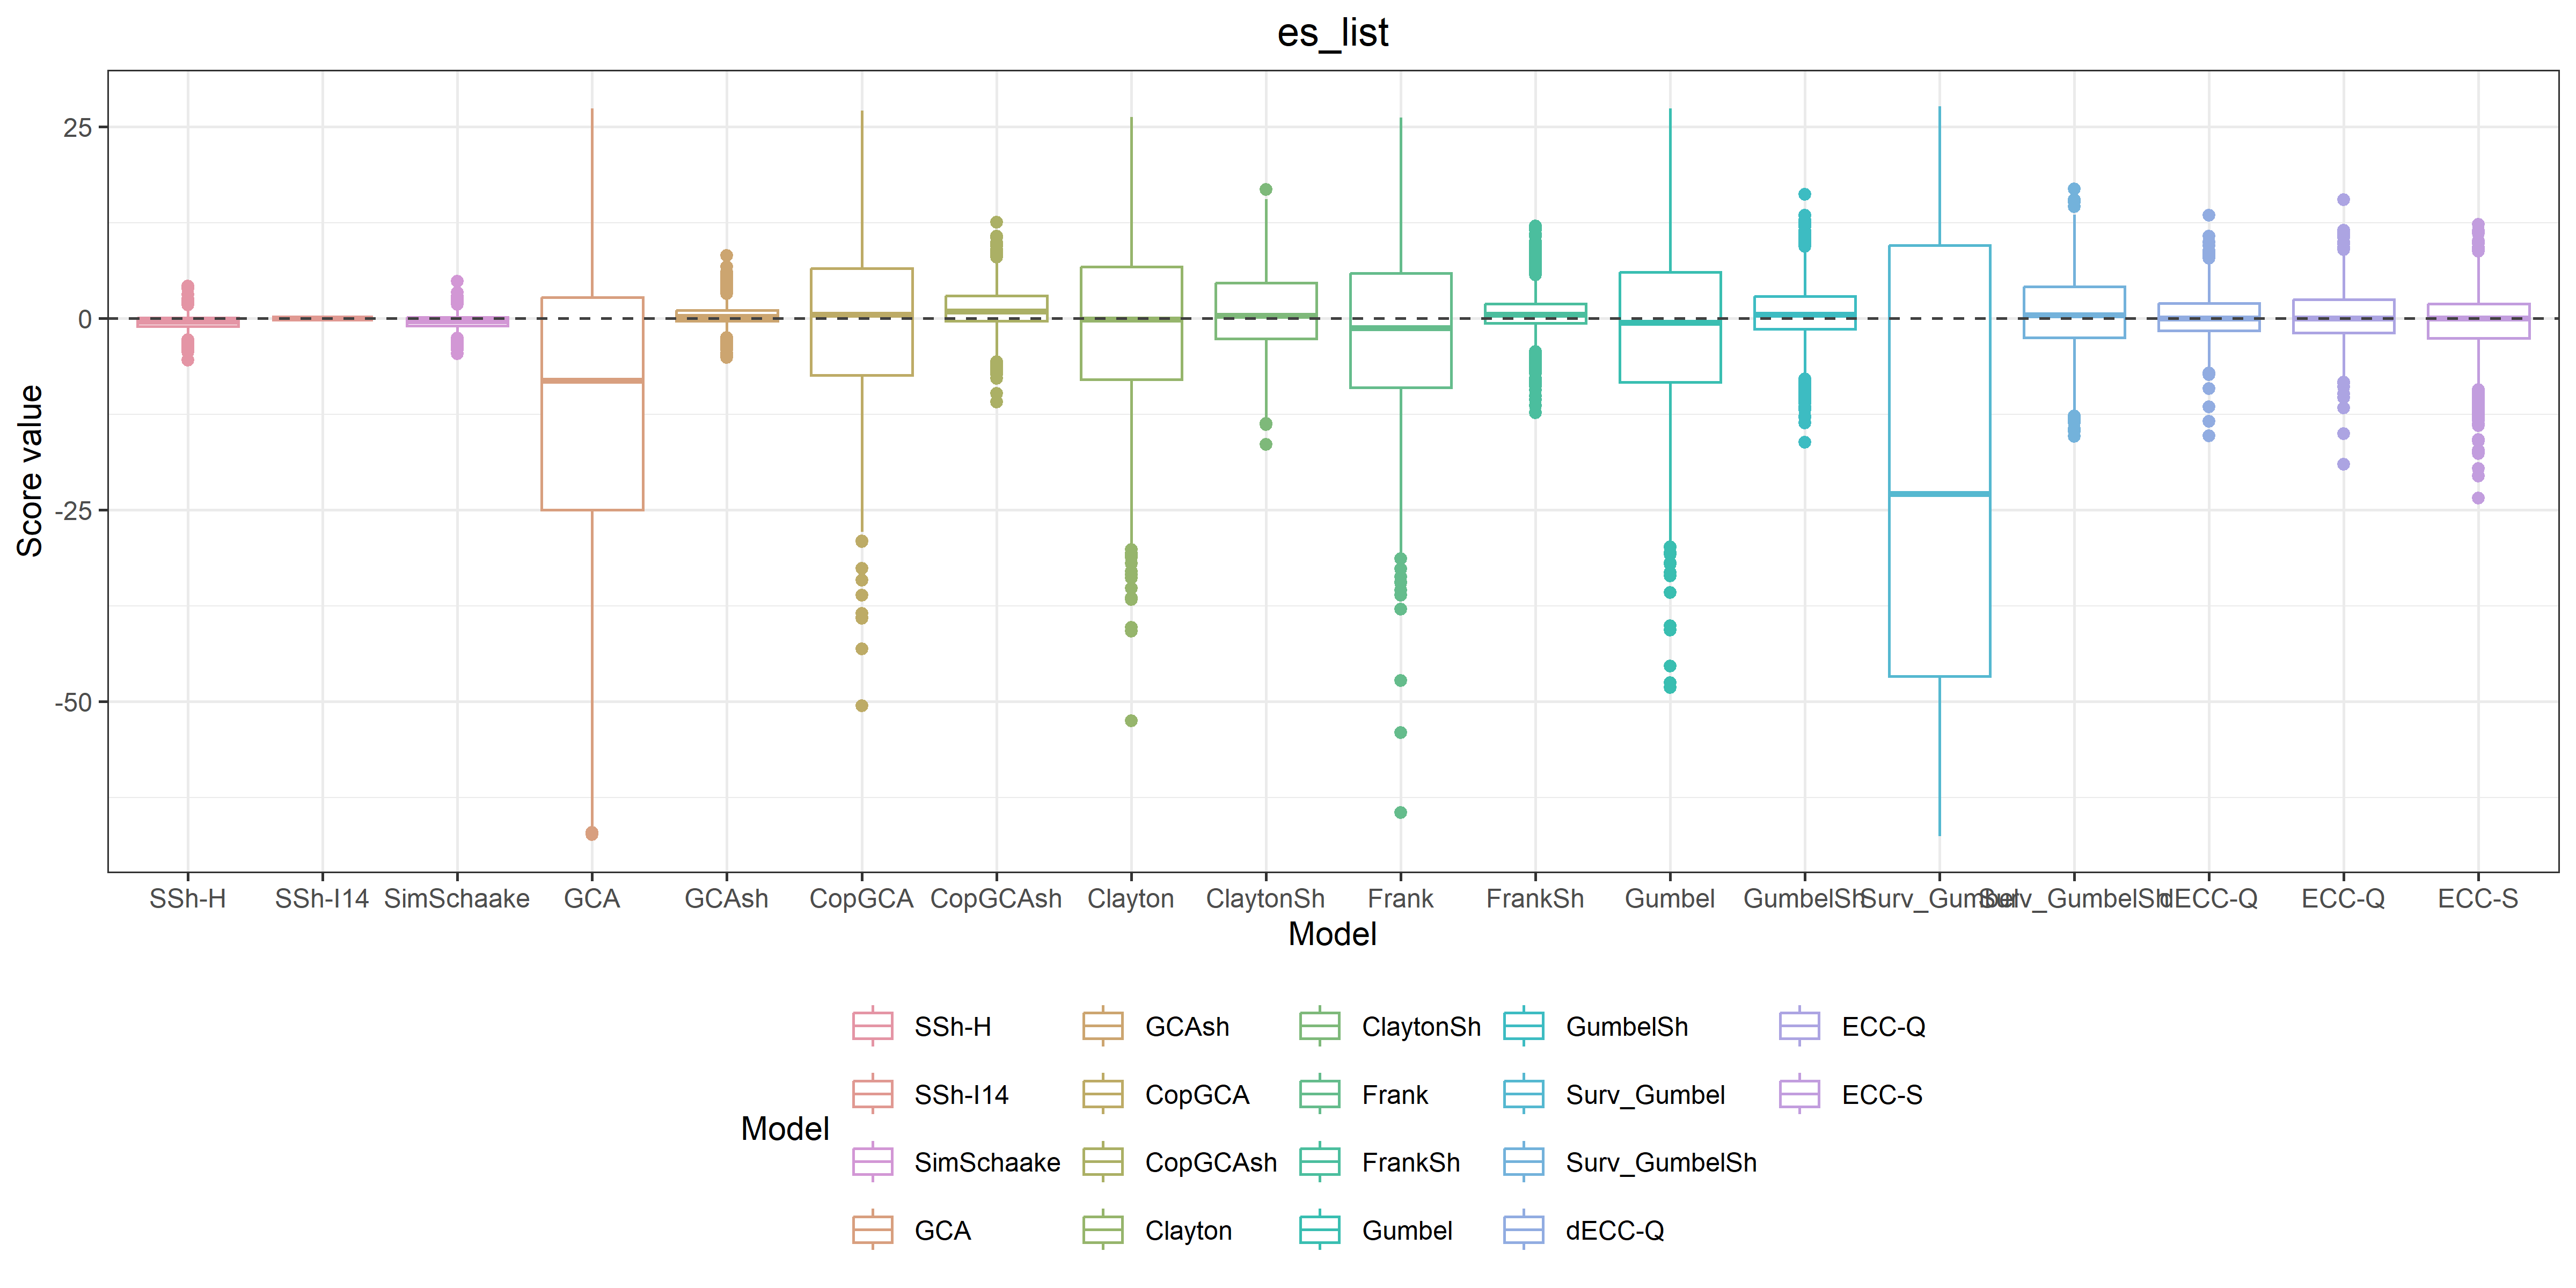 es_list
Score value
25
0
-25
-50
SSh-H SSh-I14 SimSchaake GCA GCAsh CopGCA CopGCAsh Clayton ClaytonSh Frank FrankSh Gumbel GumbelSh Surv_Gumbel Surv_GumbelSh dECC-Q ECC-Q ECC-S
Model
Model
SSh-H GCAsh ClaytonSh GumbelSh ECC-Q
SSh-I14 CopGCA Frank Surv_Gumbel ECC-S
SimSchaake CopGCAsh FrankSh Surv_GumbelSh
GCA Clayton Gumbel dECC-Q